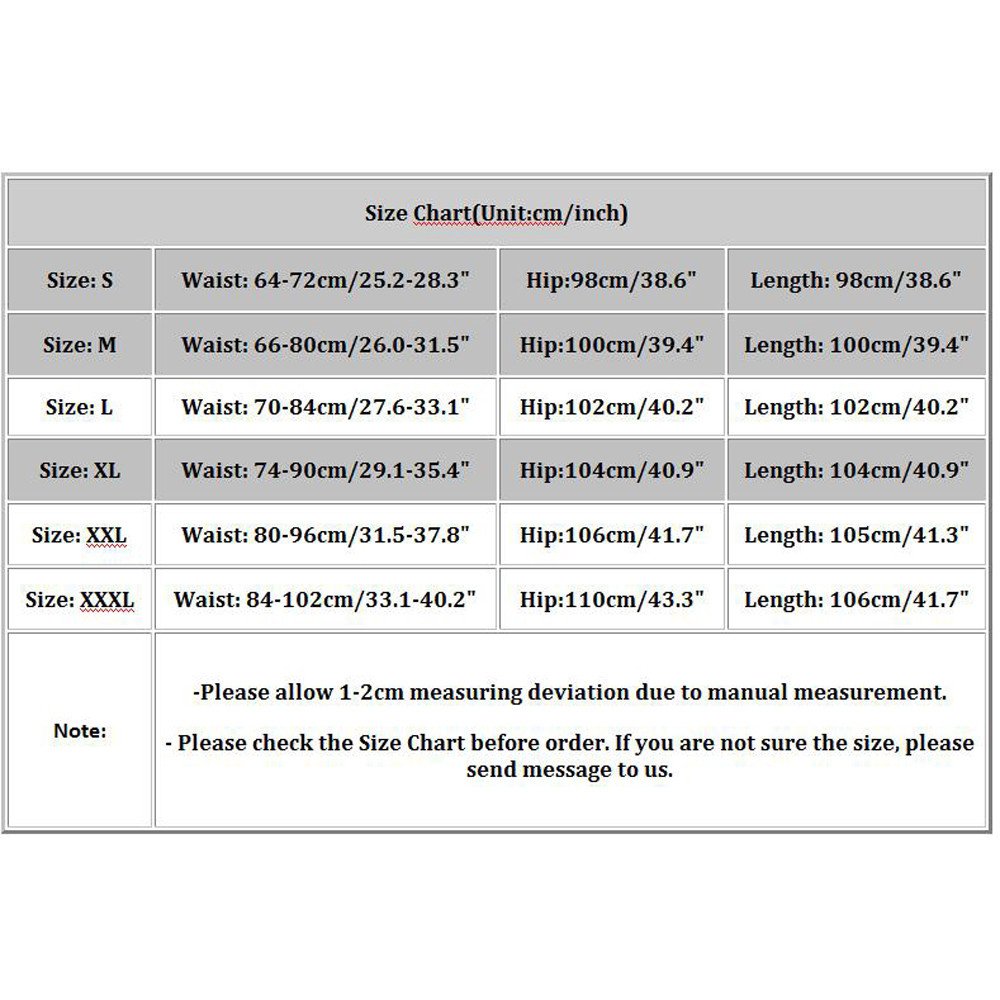 Size Chart(Unit:cm/inch)
Size: S Waist: 64-72cm/25.2-28.3" Hip:98cm/38.6" Length: 98cm/38.6"
Size: M Waist: 66-80cm/26.0-31.5" Hip:100cm/39.4" Length: 100cm/39.4"
Size: L Waist: 70-84cm/27.6-33.1" Hip:102cm/40.2" Length: 102cm/40.2"
Size: XL Waist: 74-90cm/29.1-35.4" Hip:104cm/40.9" Length: 104cm/40.9"
Size: XXL Waist: 80-96cm/31.5-37.8" Hip:106cm/41.7" Length: 105cm/41.3"
Size: XXXL Waist: 84-102cm/33.1-40.2" Hip:110cm/43.3" Length: 106cm/41.7"
Note:
-Please allow 1-2cm measuring deviation due to manual measurement.
- Please check the Size Chart before order. If you are not sure the size, please
send message to us.